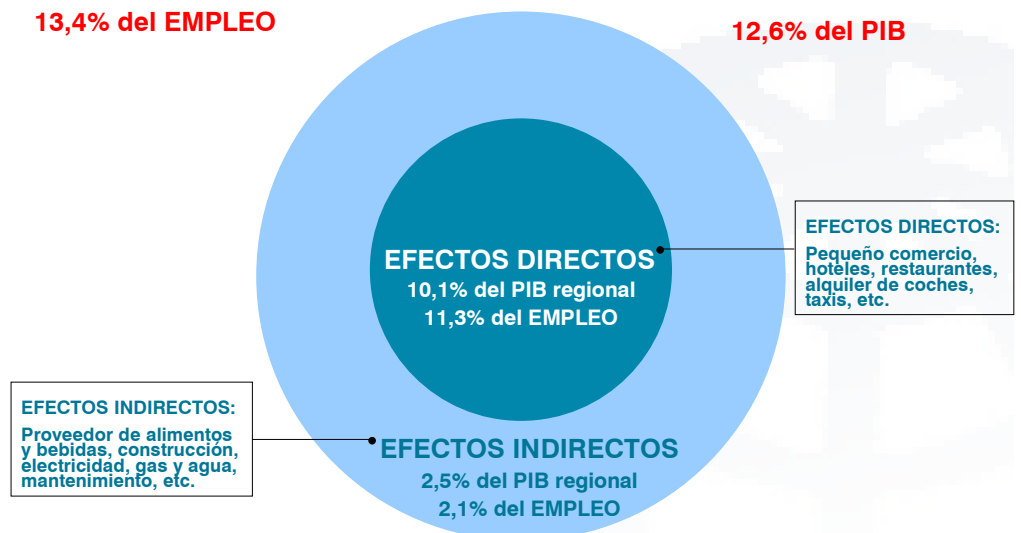 13,4% del EMPLEO
12,6% del PIB
EFECTOS DIRECTOS:
Pequeño comercio,
hoteles, restaurantes,
alquiler de coches,
taxis, etc.
EFECTOS DIRECTOS
10,1% del PIB regional
11,3% del EMPLEO
EFECTOS INDIRECTOS:
Proveedor de alimentos
y bebidas, construcción,
electricidad, gas y agua,
mantenimiento, etc.
EFECTOS INDIRECTOS
2,5% del PIB regional
2,1% del EMPLEO